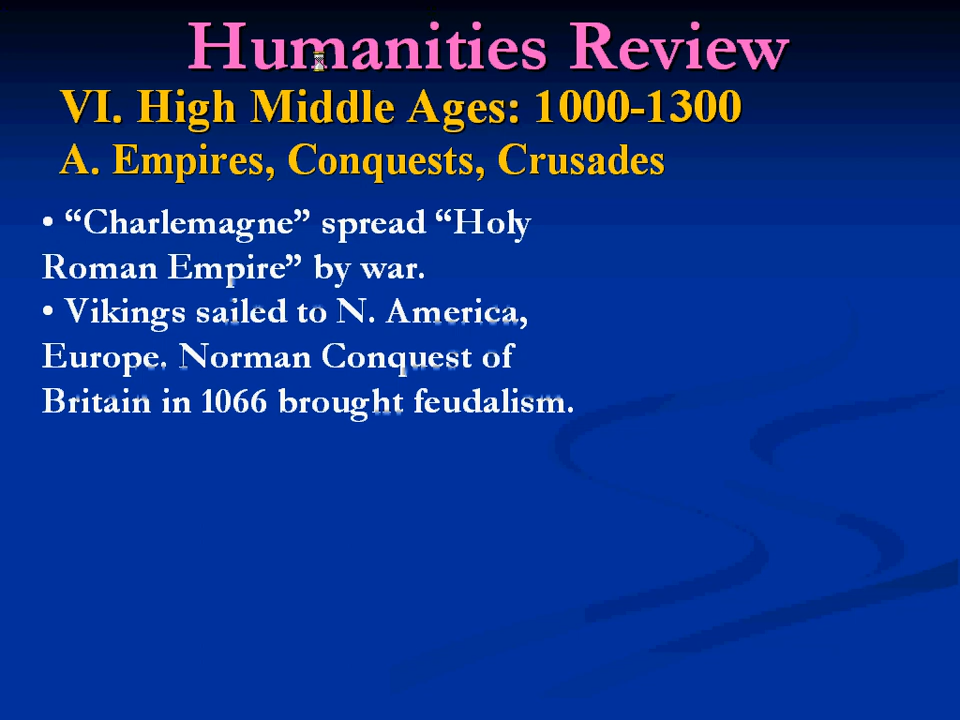 Humanities Review
VI. High Middle Ages: 1000-1300
A. Empires, Conquests, Crusades
• “Charlemagne” spread “Holy
Roman Empire” by war.
• Vikings sailed to N. America,
Europe. Norman Conquest of
Britain in 1066 brought feudalism.